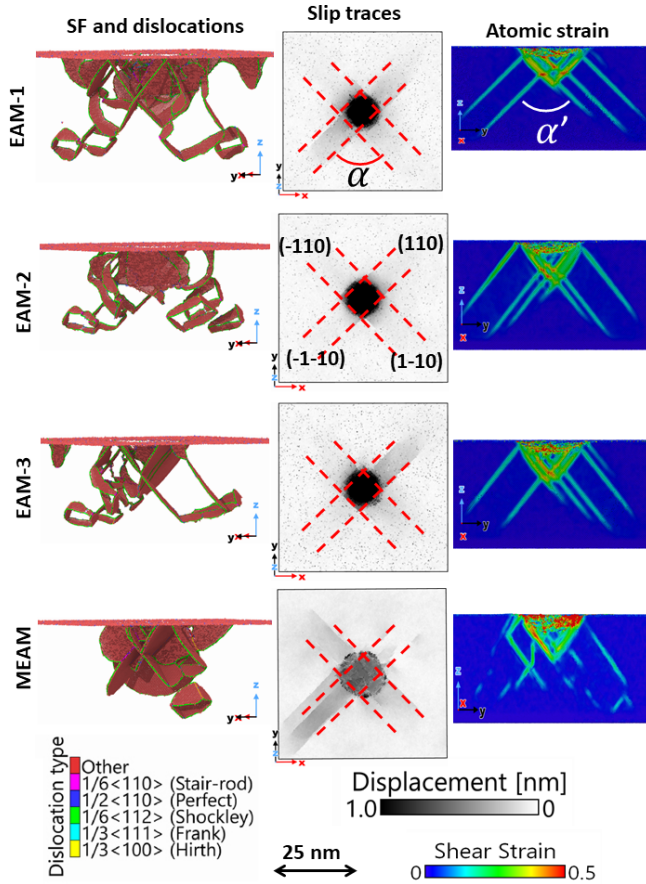 SF and dislocations
Slip traces
Atomic strain
EAM-1
z
y x
y
z
x
α
z
x y
α’
EAM-2
z
y x
(-110)
(110)
(-1-10)
(1-10)
y
z
x
z
x y
EAM-3
z
y x
y
z
x
z
x y
MEAM
z
y x
y
z
x
z
x y
Dislocation type
Other
1/6<110> (Stair-rod)
1/2<110> (Perfect)
1/6<112> (Shockley)
1/3<111> (Frank)
1/3<100> (Hirth)
Displacement [nm]
1.0 0
25 nm
Shear Strain
0 0.5